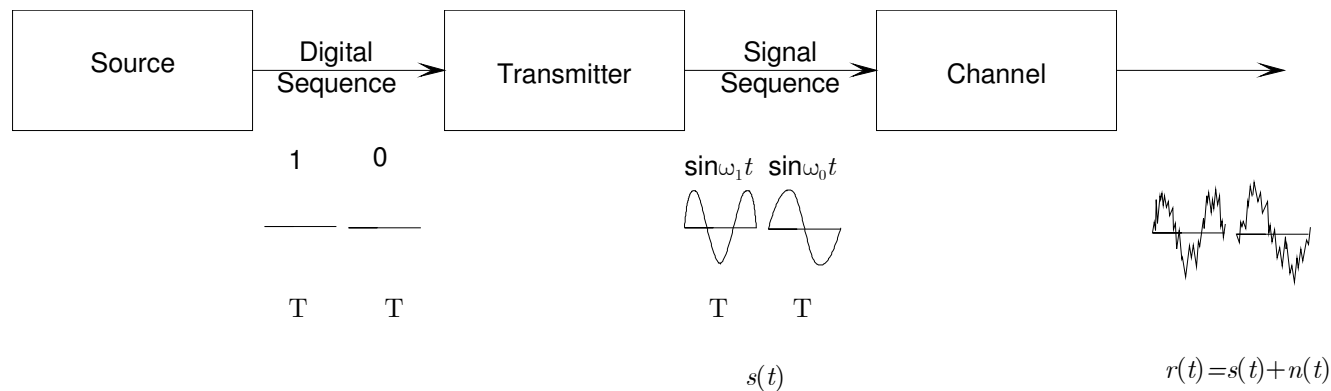 Source
Digital
Sequence
Transmitter
Signal
Sequence
Channel
1 0
sinω₁t sinω₀t
T T
T T
s(t)
r(t)=s(t)+n(t)